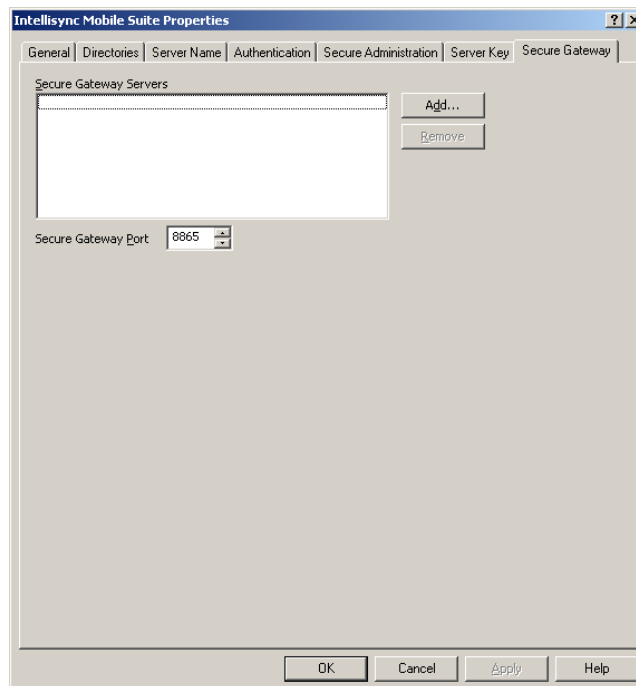 Intellisync Mobile Suite Properties
General Directories Server Name Authentication Secure Administration Server Key Secure Gateway
Secure Gateway Servers
Add...
Remove
Secure Gateway Port 8865
OK Cancel Apply Help